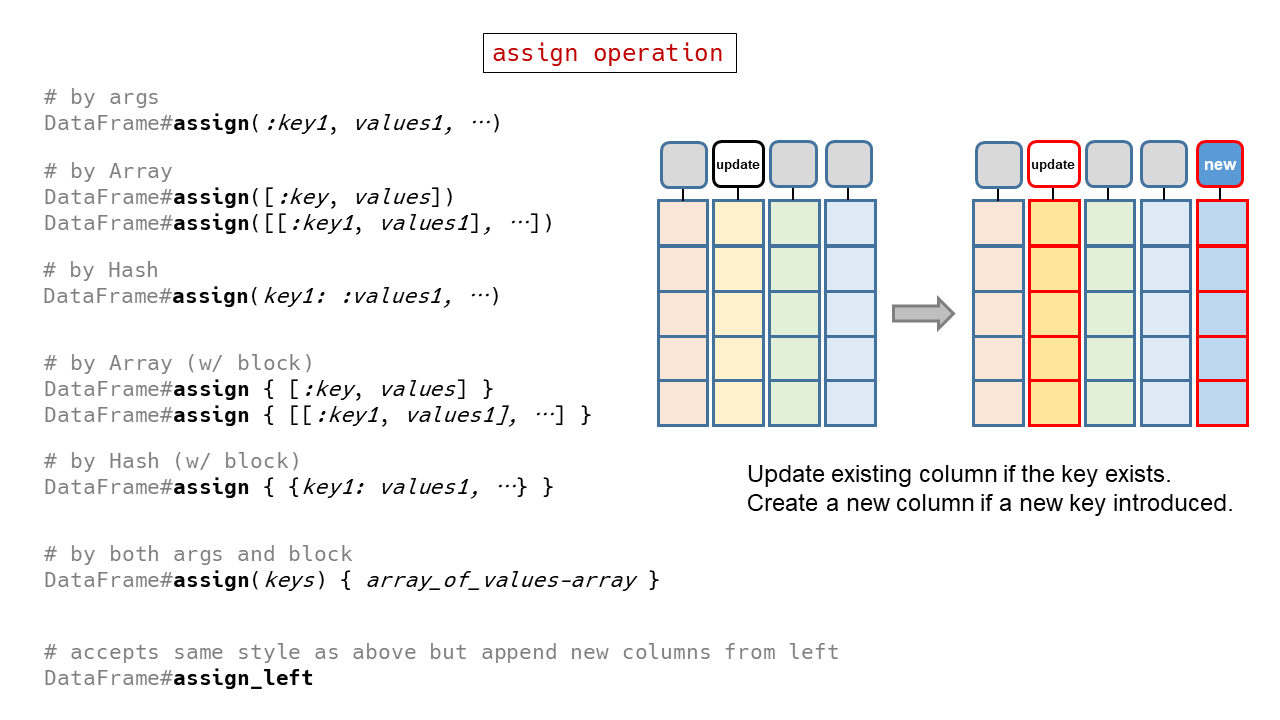 assign operation
# by args
DataFrame#assign(:key1, values1, …)
# by Array
DataFrame#assign([:key, values])
DataFrame#assign([[:key1, values1], …])
# by Hash
DataFrame#assign(key1: :values1, …)
# by Array (w/ block)
DataFrame#assign { [:key, values] }
DataFrame#assign { [[:key1, values1], …] }
# by Hash (w/ block)
DataFrame#assign { {key1: values1, …} }
# by both args and block
DataFrame#assign(keys) { array_of_values-array }
# accepts same style as above but append new columns from left
DataFrame#assign_left
update
update
new
Update existing column if the key exists.
Create a new column if a new key introduced.